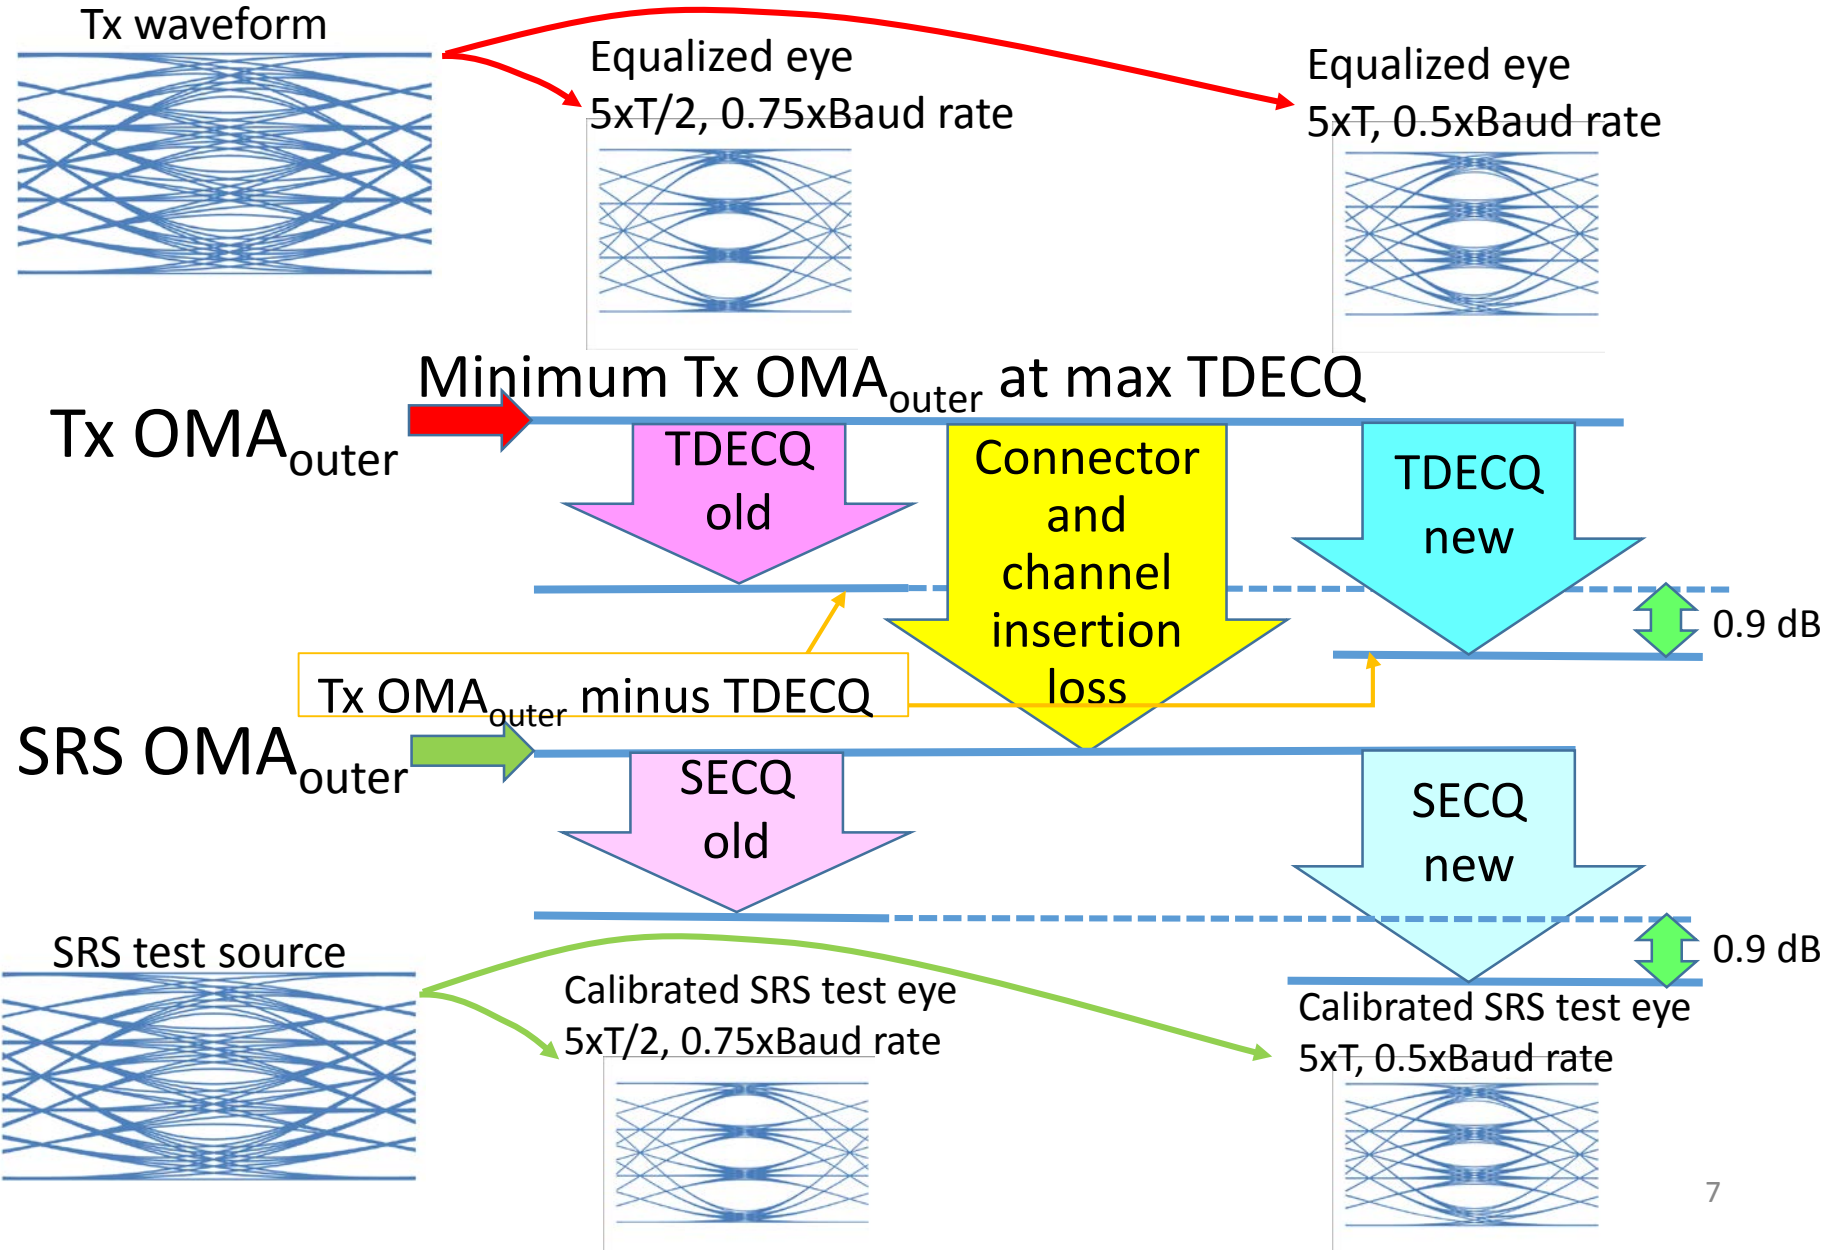 Tx waveform
Equalized eye
5xT/2, 0.75xBaud rate
Equalized eye
5xT, 0.5xBaud rate
Minimum Tx OMAouter at max TDECQ
Tx OMAouter
TDECQ
old
Connector
and
channel
insertion
loss
TDECQ
new
0.9 dB
Tx OMAouter minus TDECQ
SRS OMAouter
SECQ
old
SECQ
new
0.9 dB
SRS test source
Calibrated SRS test eye
5xT/2, 0.75xBaud rate
Calibrated SRS test eye
5xT, 0.5xBaud rate
7